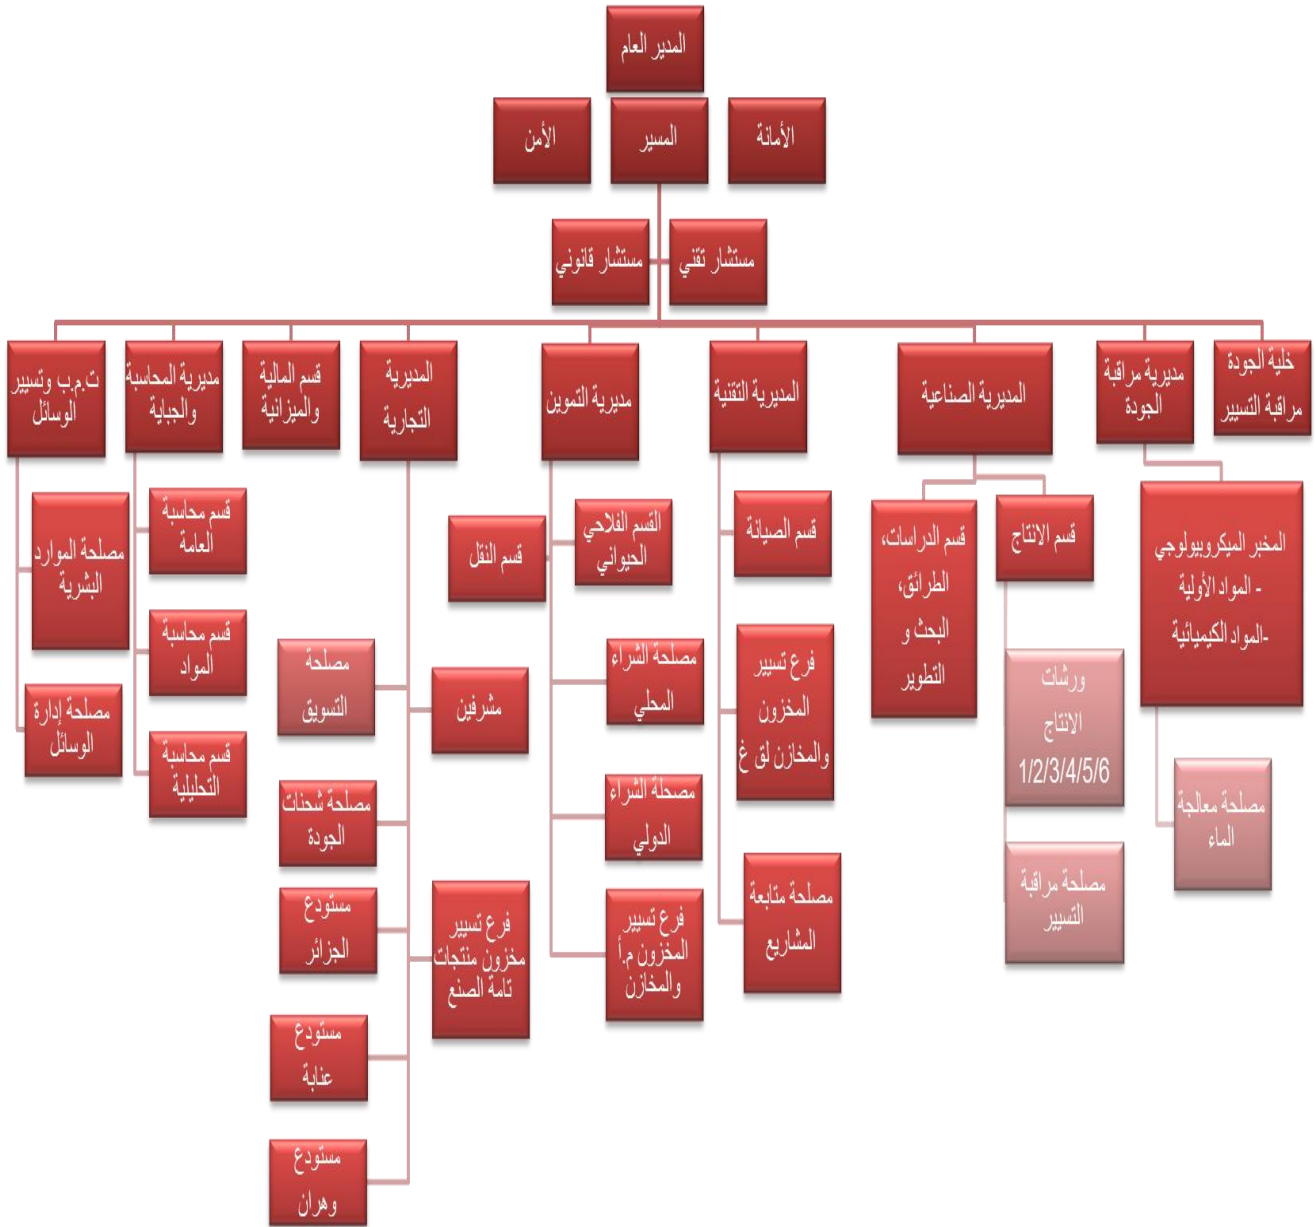 المدير العام
الأمانة
المسير
الأمن
مستشار تقني
مستشار قانوني
خلية الجودة
مراقبة التسيير
مديرية مراقبة
الجودة
المديرية الصناعية
المديرية التقنية
مديرية التموين
المديرية
التجارية
قسم المالية
والميزانية
مديرية المحاسبة
والجباية
ت.م.ب وتسيير
الوسائل
المخبر الميكروبيولوجي
- المواد الأولية
-المواد الكيميائية
مصلحة معالجة
الماء
قسم الانتاج
ورشات
الانتاج
1/2/3/4/5/6
مصلحة مراقبة
التسيير
قسم الدراسات،
الطرائق،
البحث و
التطوير
قسم الصيانة
فرع تسيير
المخزون
والمخازن لق غ
مصلحة متابعة
المشاريع
القسم الفلاحي
الحيواني
قسم النقل
مصلحة الشراء
المحلي
مصحلة الشراء
الدولي
فرع تسيير
المخزون م.أ
والمخازن
مشرفين
مصلحة
التسويق
مصلحة شحنات
الجودة
فرع تسيير
مخزون منتجات
تامة الصنع
مستودع
الجزائر
مستودع
عنابة
مستودع
وهران
قسم محاسبة
العامة
قسم محاسبة
المواد
قسم محاسبة
التحليلية
مصلحة الموارد
البشرية
مصلحة إدارة
الوسائل